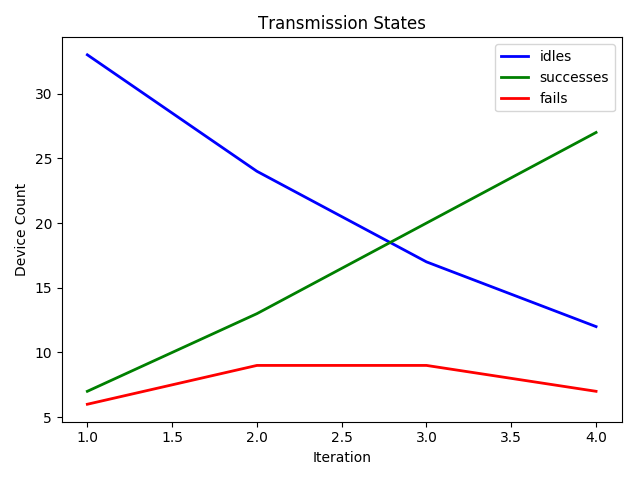 Transmission States
idles
successes
fails
Device Count
30
25
20
15
10
5
1.0 1.5 2.0 2.5 3.0 3.5 4.0
Iteration